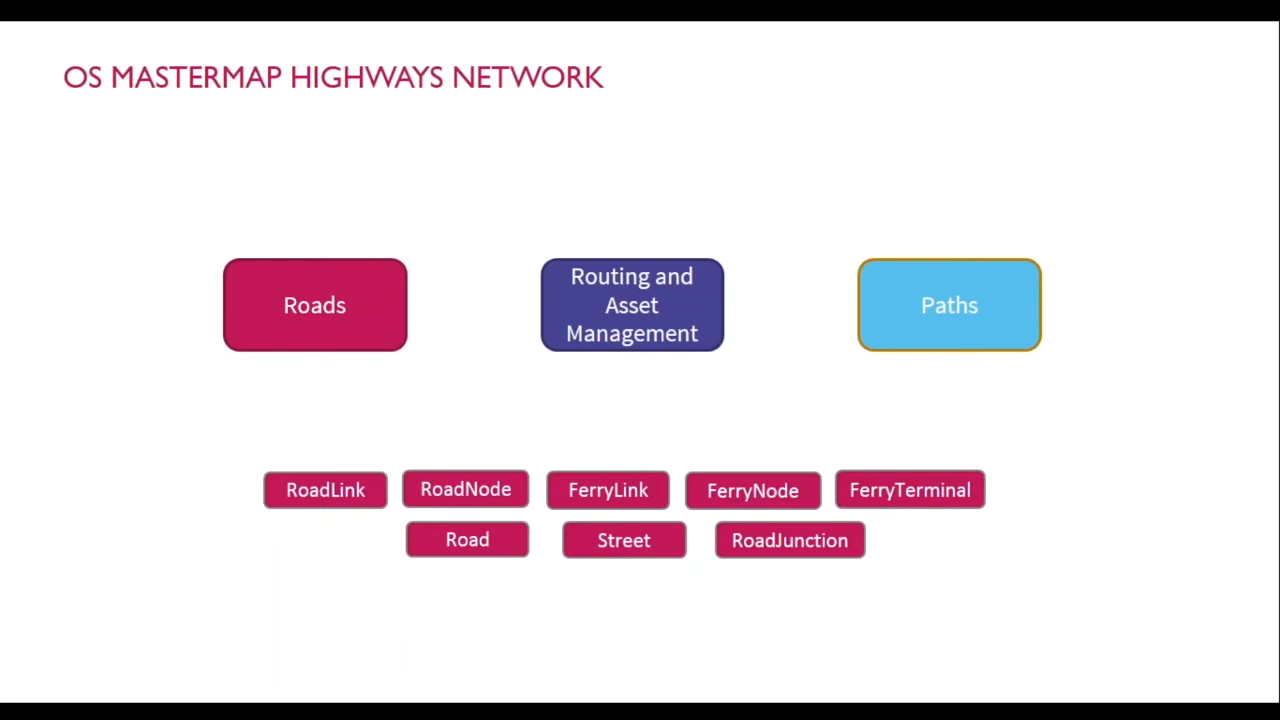 OS MASTERMAP HIGHWAYS NETWORK
Roads
Routing and
Asset
Management
Paths
RoadLink
RoadNode
FerryLink
FerryNode
FerryTerminal
Road
Street
RoadJunction